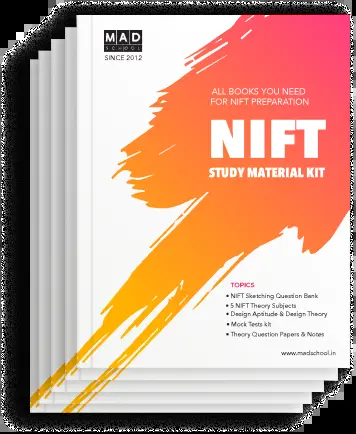 MAD
SCHOOL
SINCE 2012
ALL BOOKS YOU NEED
FOR NIFT PREPARATION
NIFT
STUDY MATERIAL KIT
TOPICS
• NIFT Sketching Question Bank
• 5 NIFT Theory Subjects
• Design Aptitude & Design Theory
• Mock Tests kit
• Theory Question Papers & Notes
www.madschool.in